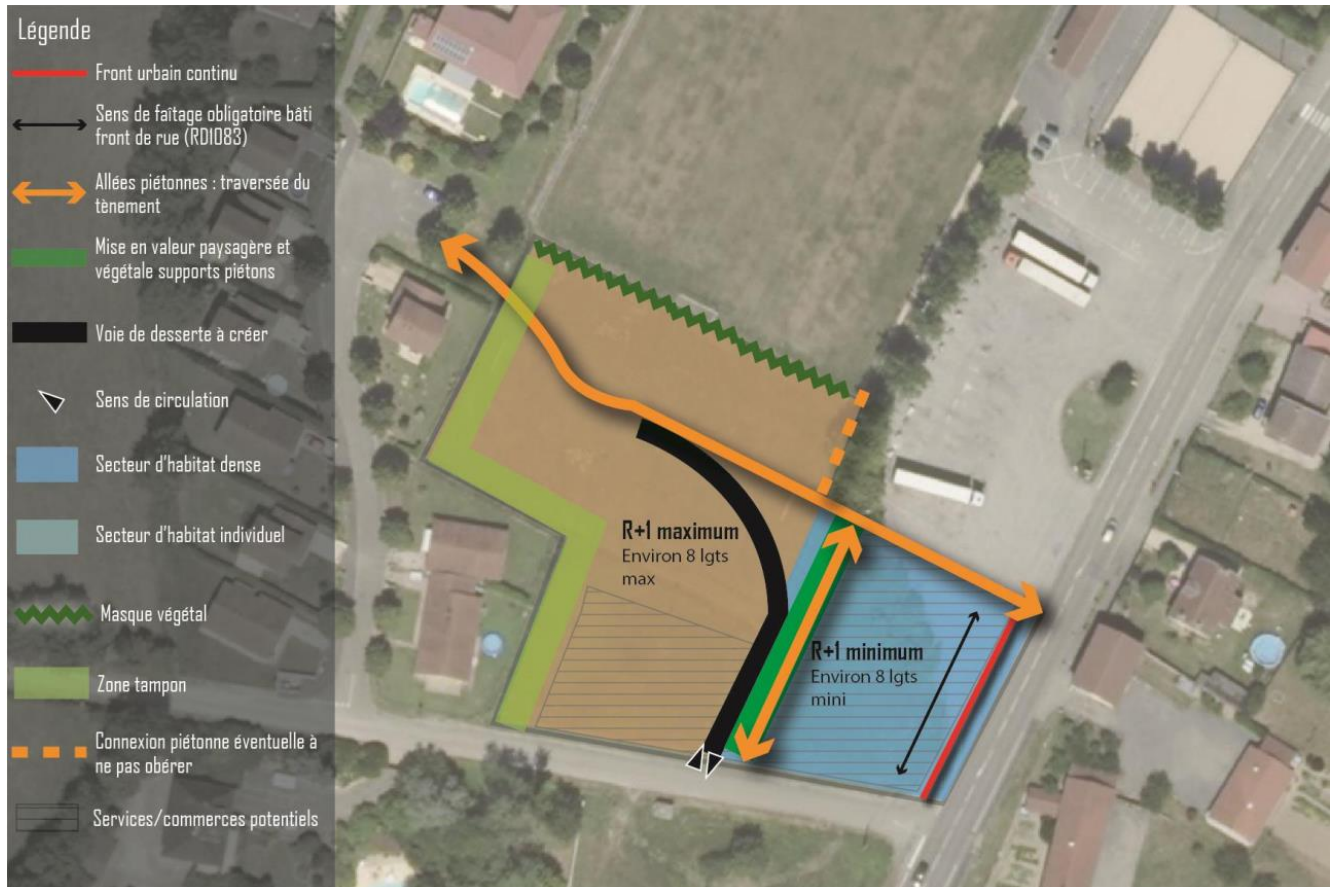 Légende
Front urbain continu
Sens de faîtage obligatoire bâti
front de rue (RD1083)
Allées piétonnes : traversée du
tènement
Mise en valeur paysagère et
végétale supports piétons
Voie de desserte à créer
Sens de circulation
Secteur d'habitat dense
Secteur d'habitat individuel
Masque végétal
Zone tampon
Connexion piétonne éventuelle à
ne pas obérer
Services/commerces potentiels
R+1 maximum
Environ 8 lgts
max
R+1 minimum
Environ 8 lgts
mini